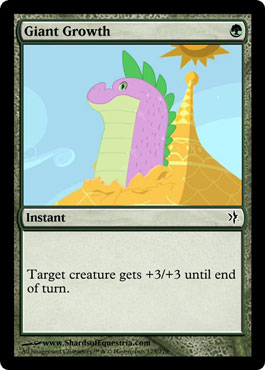 Giant Growth
Instant
Target creature gets +3/+3 until end
of turn.
www.ShardsofEquestria.com